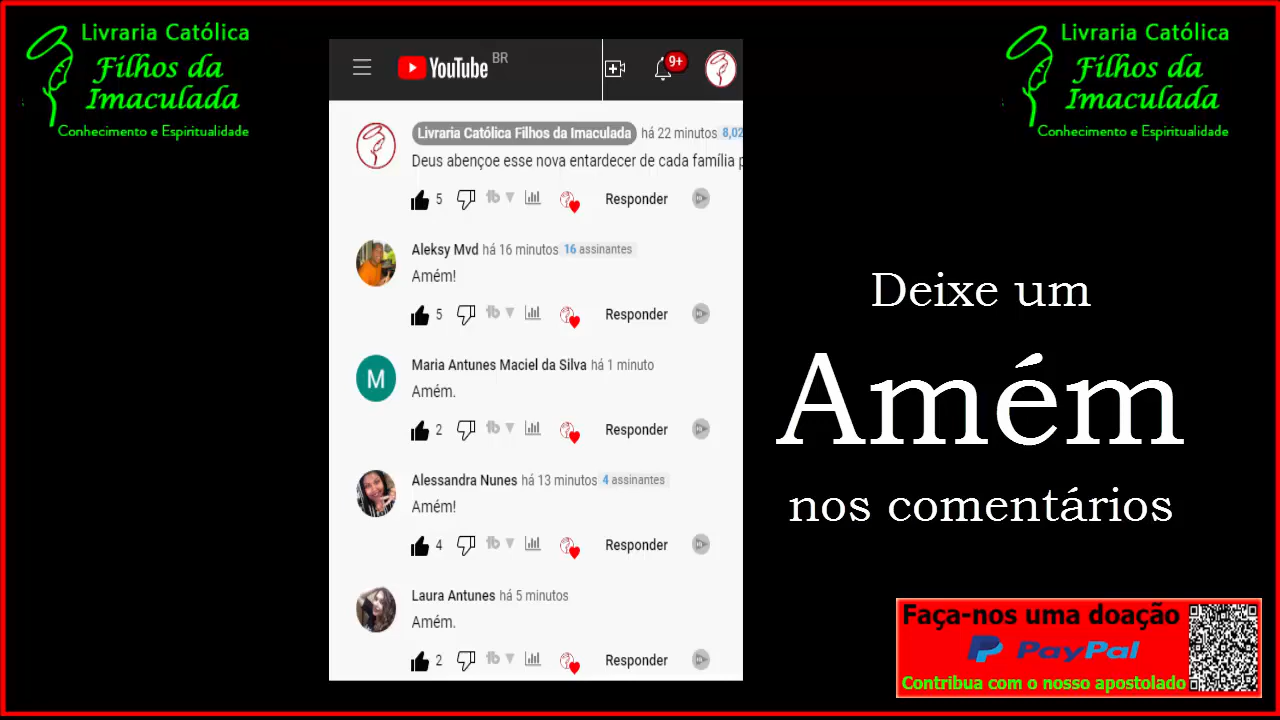 Livraria Católica
Filhos da
Imaculada
Conhecimento e Espiritualidade
YouTube BR
9+
Livraria Católica Filhos da Imaculada há 22 minutos 8,02
Deus abençoe esse nova entardecer de cada família p
5 Responder
Aleksy Mvd há 16 minutos 16 assinantes
Amém!
5 Responder
M
Maria Antunes Maciel da Silva há 1 minuto
Amém.
2 Responder
Alessandra Nunes há 13 minutos 4 assinantes
Amém!
4 Responder
Laura Antunes há 5 minutos
Amém.
2 Responder
Livraria Católica
Filhos da
Imaculada
Conhecimento e Espiritualidade
Deixe um
Amém
nos comentários
Faça-nos uma doação
PayPal
Contribua com o nosso apostolado